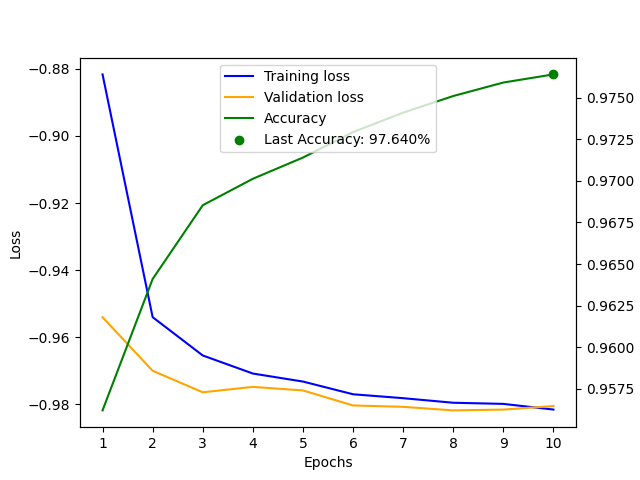 Training loss
Validation loss
Accuracy
Last Accuracy: 97.640%
−0.88
−0.90
−0.92
−0.94
−0.96
−0.98
Loss
0.9750
0.9725
0.9700
0.9675
0.9650
0.9625
0.9600
0.9575
1 2 3 4 5 6 7 8 9 10
Epochs